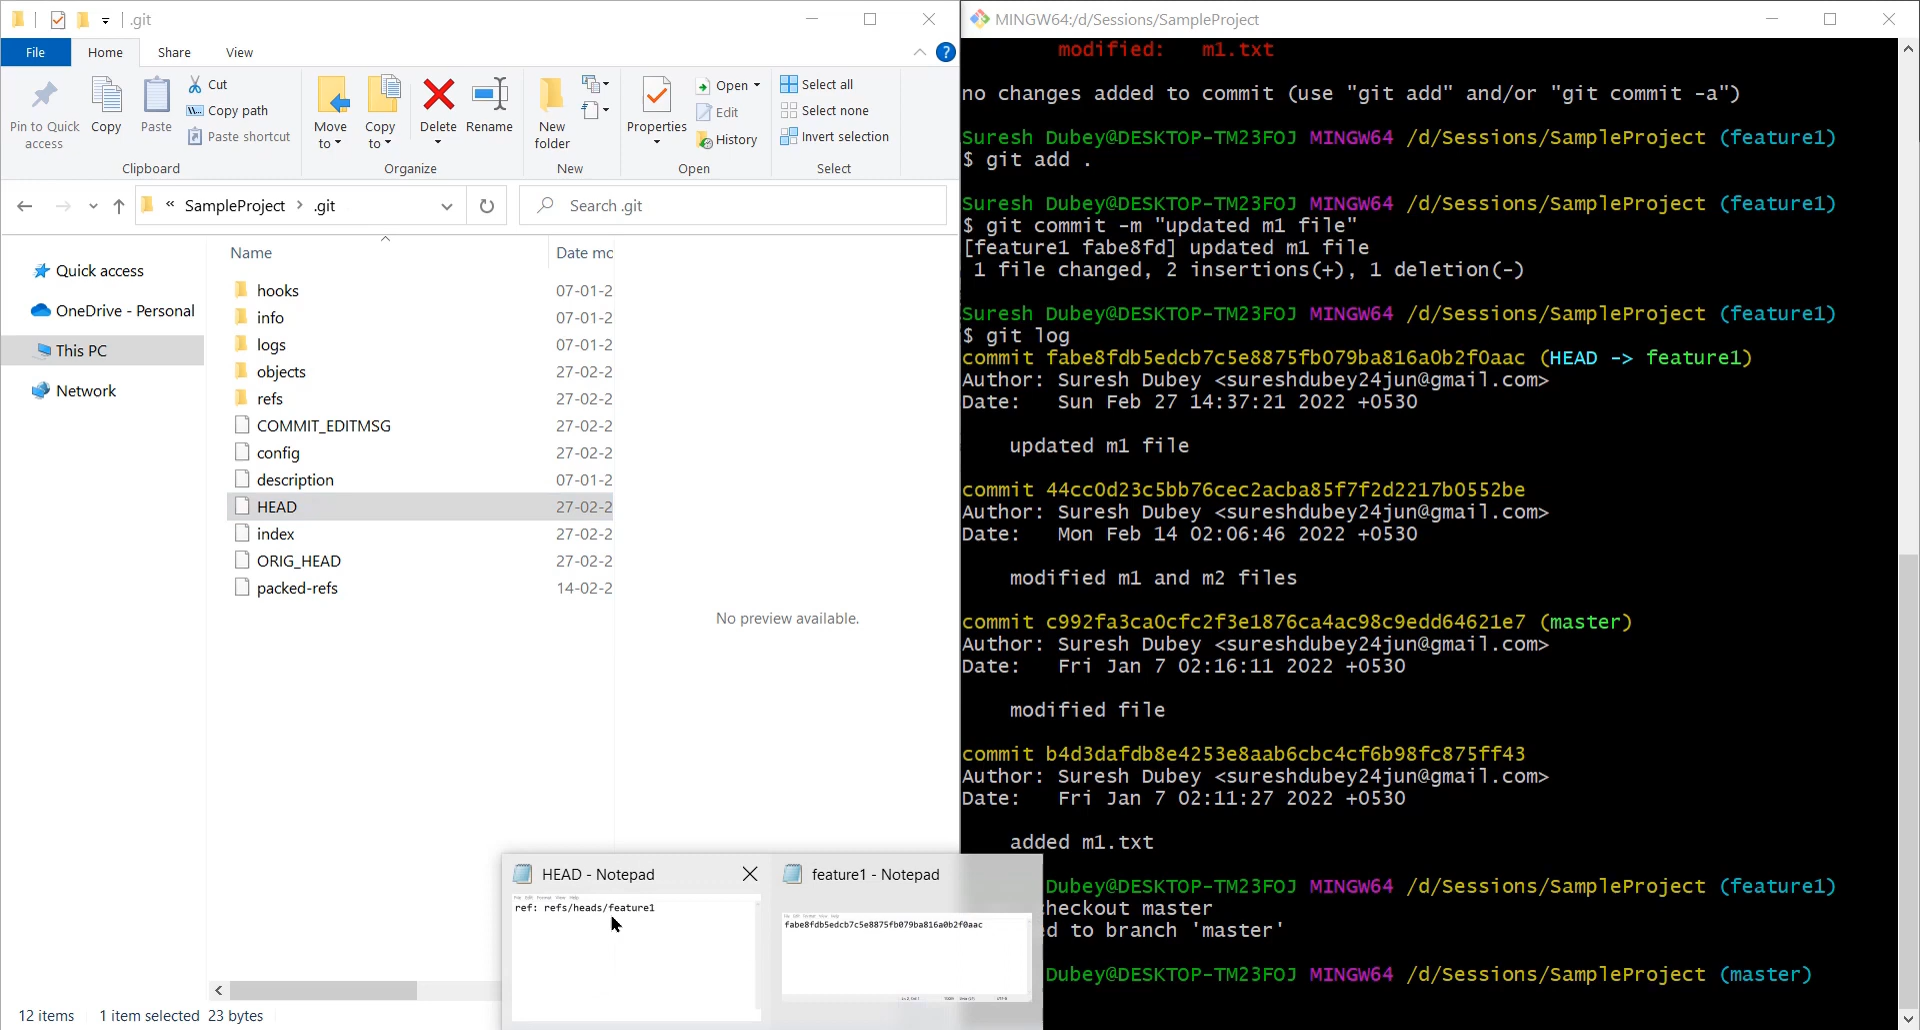 .git
File Home Share View
Pin to Quick access
Copy
Paste
Cut
Copy path
Paste shortcut
Clipboard
Move to
Copy to
Delete
Rename
Organize
New folder
New
Properties
Open
Edit
History
Open
Select all
Select none
Invert selection
Select
« SampleProject > .git
Search .git
Quick access
OneDrive - Personal
This PC
Network
Name Date mo
hooks 07-01-2
info 07-01-2
logs 07-01-2
objects 27-02-2
refs 27-02-2
COMMIT_EDITMSG 27-02-2
config 27-02-2
description 07-01-2
HEAD 27-02-2
index 27-02-2
ORIG_HEAD 27-02-2
packed-refs 14-02-2
No preview available.
12 items 1 item selected 23 bytes
HEAD - Notepad
File Edit Format View Help
ref: refs/heads/feature1
feature1 - Notepad
File Edit Format View Help
fabe8fdb5edcb7c5e8875fb079ba816a0b2f0aac
MINGW64:/d/Sessions/SampleProject
modified: m1.txt
no changes added to commit (use "git add" and/or "git commit -a")
Suresh Dubey@DESKTOP-TM23FOJ MINGW64 /d/Sessions/SampleProject (feature1)
$ git add .
Suresh Dubey@DESKTOP-TM23FOJ MINGW64 /d/Sessions/SampleProject (feature1)
$ git commit -m "updated m1 file"
[feature1 fabe8fd] updated m1 file
1 file changed, 2 insertions(+), 1 deletion(-)
Suresh Dubey@DESKTOP-TM23FOJ MINGW64 /d/Sessions/SampleProject (feature1)
$ git log
commit fabe8fdb5edcb7c5e8875fb079ba816a0b2f0aac (HEAD -> feature1)
Author: Suresh Dubey <sureshdubey24jun@gmail.com>
Date: Sun Feb 27 14:37:21 2022 +0530
updated m1 file
commit 44cc0d23c5bb76cec2acba85f7f2d2217b0552be
Author: Suresh Dubey <sureshdubey24jun@gmail.com>
Date: Mon Feb 14 02:06:46 2022 +0530
modified m1 and m2 files
commit c992fa3ca0cfc2f3e1876ca4ac98c9edd64621e7 (master)
Author: Suresh Dubey <sureshdubey24jun@gmail.com>
Date: Fri Jan 7 02:16:11 2022 +0530
modified file
commit b4d3dafdb8e4253e8aab6cbc4cf6b98fc875ff43
Author: Suresh Dubey <sureshdubey24jun@gmail.com>
Date: Fri Jan 7 02:11:27 2022 +0530
added m1.txt
Dubey@DESKTOP-TM23FOJ MINGW64 /d/Sessions/SampleProject (feature1)
heckout master
d to branch 'master'
Dubey@DESKTOP-TM23FOJ MINGW64 /d/Sessions/SampleProject (master)